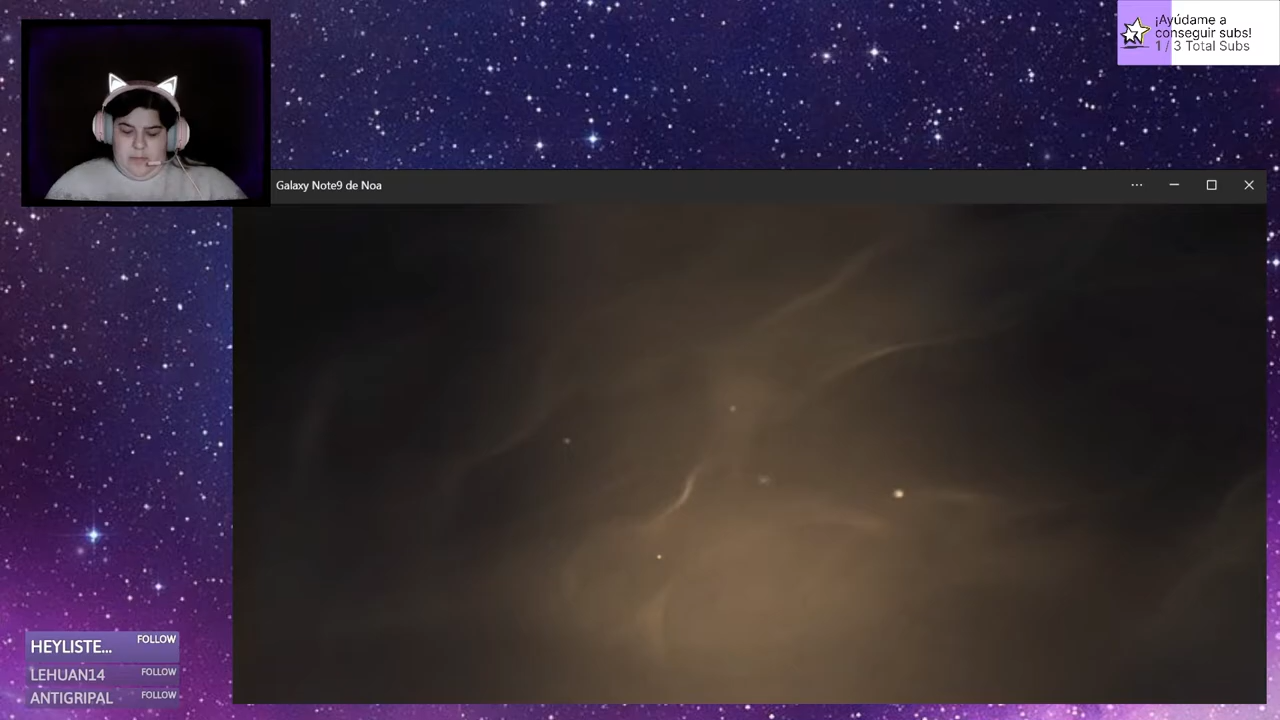 ¡Ayúdame a
conseguir subs!
1 / 3 Total Subs
Galaxy Note9 de Noa
HEYLISTE... FOLLOW
LEHUAN14 FOLLOW
ANTIGRIPAL FOLLOW